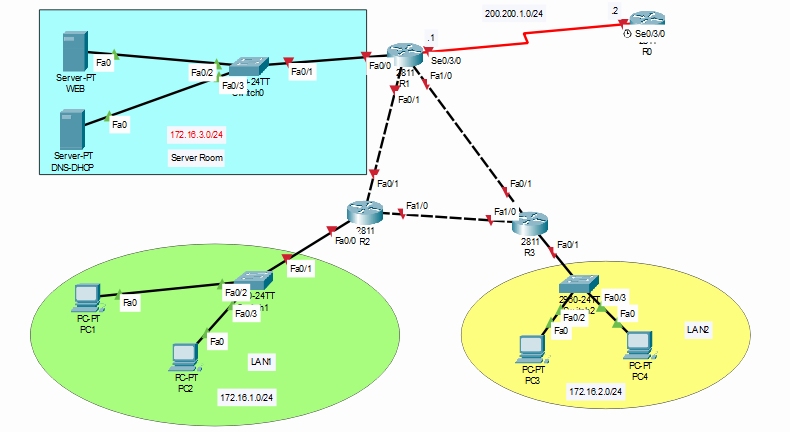 200.200.1.0/24
.2
Se0/3/0
R0
.1
Se0/3/0
Fa0/0
2811
R1
Fa1/0
Fa0/1
Fa0
Server-PT
WEB
Fa0/2
Fa0/1
Fa0/3
Fa0
Server-PT
DNS-DHCP
172.16.3.0/24
Server Room
Fa0/1
Fa1/0
2811
R2
Fa0/0
Fa0/1
Fa1/0
2811
R3
Fa0/1
Fa0/1
Fa0/2
Fa0/3
Fa0
PC-PT
PC1
Fa0
PC-PT
PC2
LAN1
172.16.1.0/24
Fa0/3
Fa0/2
Fa0
Fa0
PC-PT
PC3
PC-PT
PC4
LAN2
172.16.2.0/24